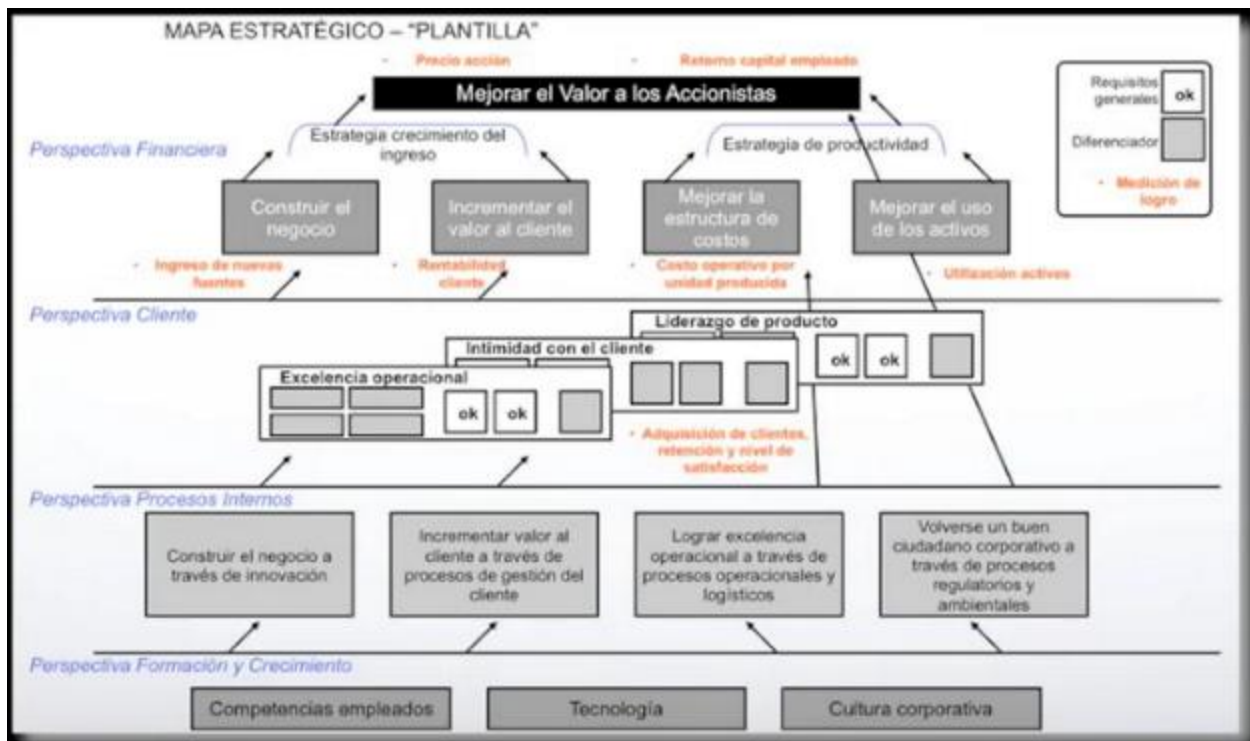 MAPA ESTRATÉGICO – “PLANTILLA”
• Precio acción
• Retorno capital empleado
Mejorar el Valor a los Accionistas
Requisitos
generales
ok
Diferenciador
• Medición de
logro
Perspectiva Financiera
Estrategia crecimiento del
ingreso
Estrategia de productividad
Construir el
negocio
Incrementar el
valor al cliente
Mejorar la
estructura de
costos
Mejorar el uso
de los activos
• Ingreso de nuevas
fuentes
• Rentabilidad
cliente
• Costo operativo por
unidad producida
• Utilización activos
Perspectiva Cliente
Liderazgo de producto
ok ok
Intimidad con el cliente
Excelencia operacional
ok ok
• Adquisición de clientes,
retención y nivel de
satisfacción
Perspectiva Procesos Internos
Construir el negocio a
través de innovación
Incrementar valor al
cliente a través de
procesos de gestión del
cliente
Lograr excelencia
operacional a través de
procesos operacionales y
logísticos
Volverse un buen
ciudadano corporativo a
través de procesos
regulatorios y
ambientales
Perspectiva Formación y Crecimiento
Competencias empleados
Tecnología
Cultura corporativa